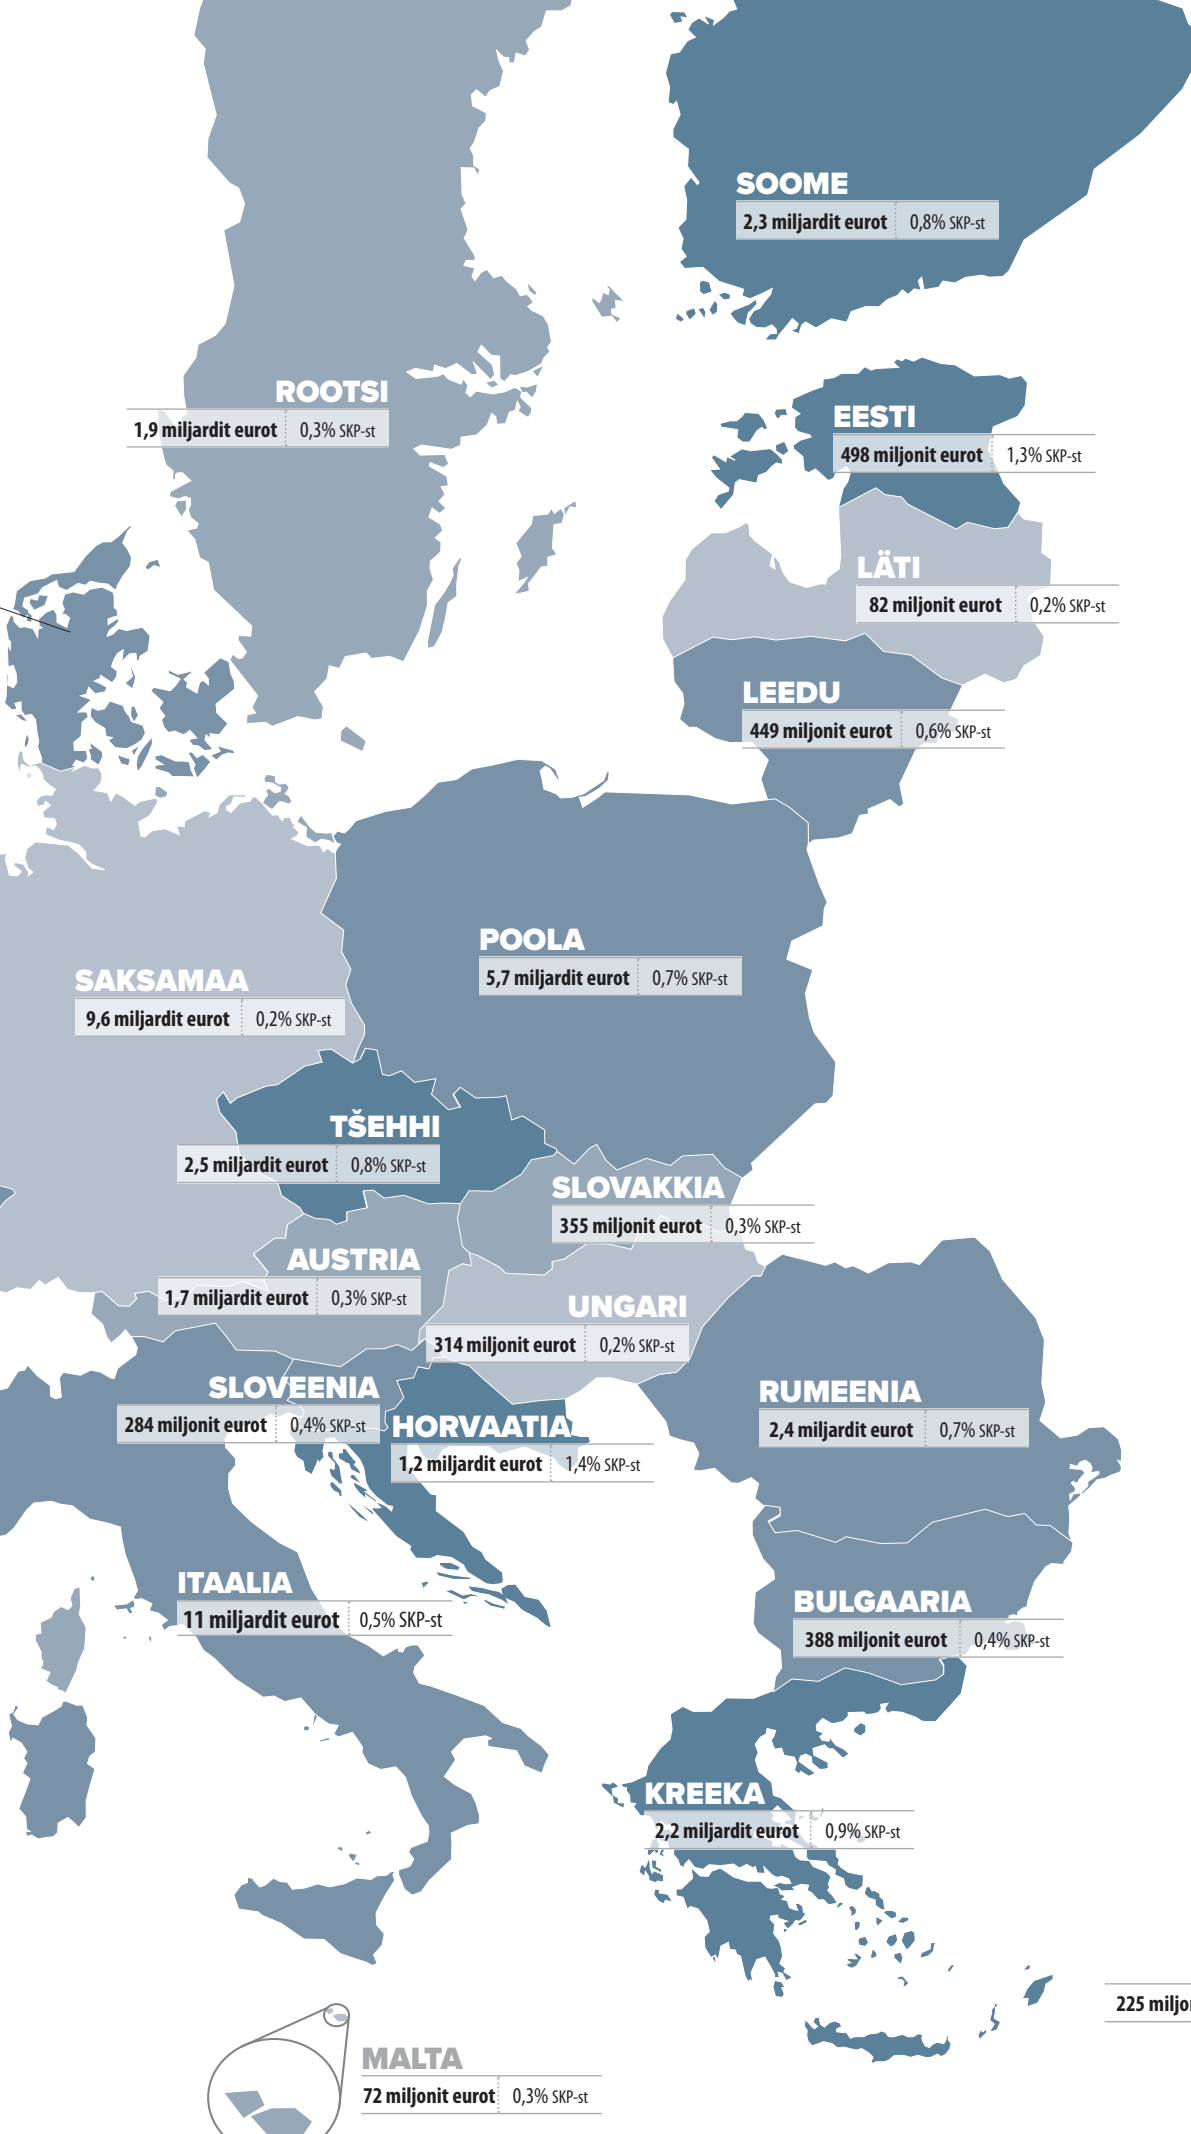 SOOME
2,3 miljardit eurot 0,8% SKP-st
ROOTSI
1,9 miljardit eurot 0,3% SKP-st
EESTI
498 miljonit eurot 1,3% SKP-st
LÄTI
82 miljonit eurot 0,2% SKP-st
LEEDU
449 miljonit eurot 0,6% SKP-st
POOLA
5,7 miljardit eurot 0,7% SKP-st
SAKSAMAA
9,6 miljardit eurot 0,2% SKP-st
TŠEHHI
2,5 miljardit eurot 0,8% SKP-st
SLOVAKKIA
355 miljonit eurot 0,3% SKP-st
AUSTRIA
1,7 miljardit eurot 0,3% SKP-st
UNGARI
314 miljonit eurot 0,2% SKP-st
SLOVEENIA
284 miljonit eurot 0,4% SKP-st
HORVAATIA
1,2 miljardit eurot 1,4% SKP-st
RUMEENIA
2,4 miljardit eurot 0,7% SKP-st
ITAALIA
11 miljardit eurot 0,5% SKP-st
BULGAARIA
388 miljonit eurot 0,4% SKP-st
KREEKA
2,2 miljardit eurot 0,9% SKP-st
225 miljo
MALTA
72 miljonit eurot 0,3% SKP-st